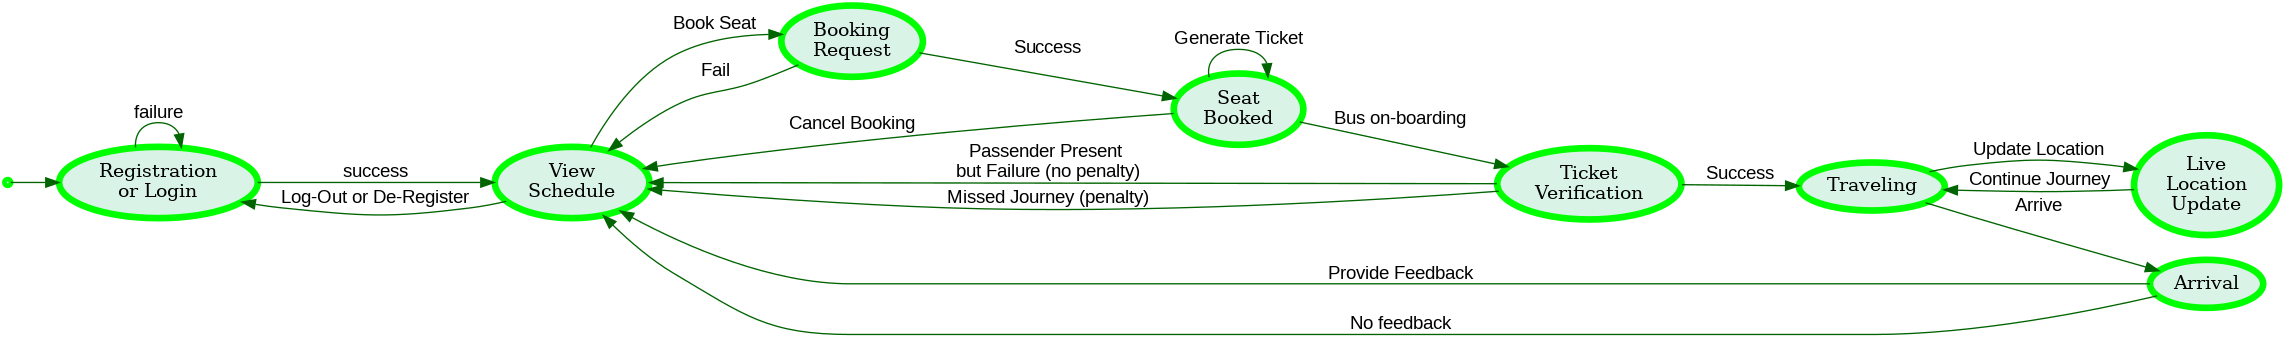 failure
Registration
or Login
success
Log-Out or De-Register
View
Schedule
Book Seat
Fail
Booking
Request
Success
Generate Ticket
Seat
Booked
Cancel Booking
Bus on-boarding
Passender Present
but Failure (no penalty)
Missed Journey (penalty)
Ticket
Verification
Success
Traveling
Update Location
Continue Journey
Live
Location
Update
Arrive
Arrival
Provide Feedback
No feedback